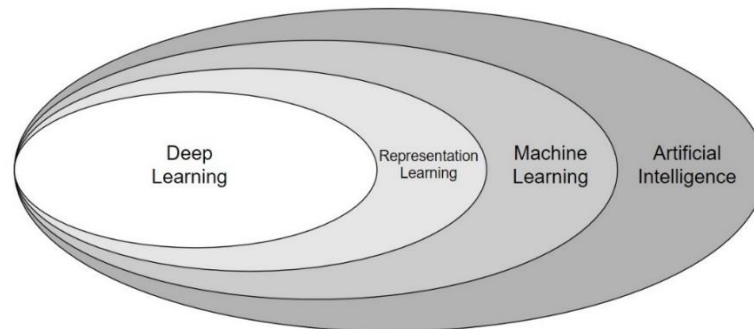 Deep
Learning
Representation
Learning
Machine
Learning
Artificial
Intelligence